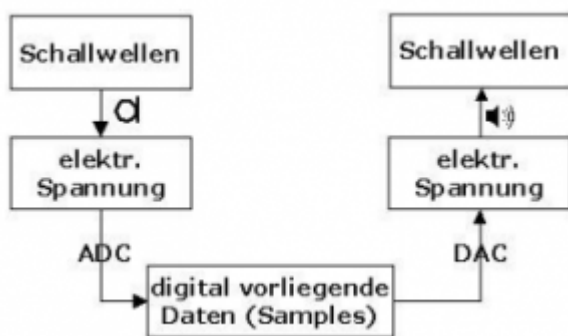 Schallwellen
Schallwellen
elektr.
Spannung
elektr.
Spannung
ADC
DAC
digital vorliegende
Daten (Samples)